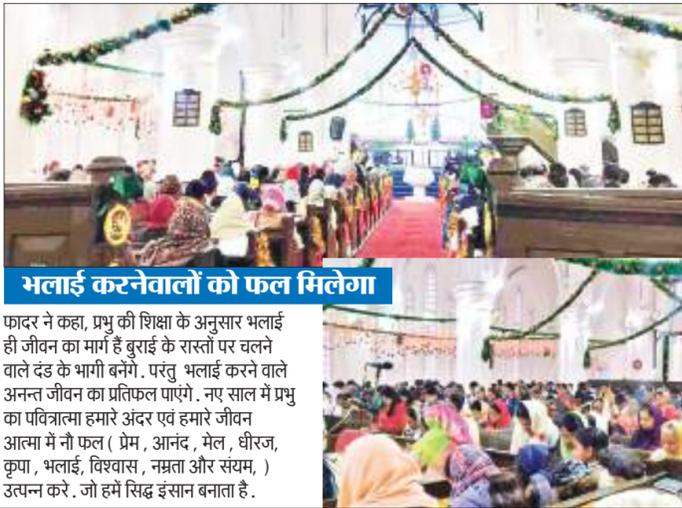 भलाई करनेवालों को फल मिलेगा
फादर ने कहा, प्रभु की शिक्षा के अनुसार भलाई
ही जीवन का मार्ग हैं बुराई के रास्तों पर चलने
वाले दंड के भागी बनेंगे. परंतु भलाई करने वाले
अनन्त जीवन का प्रतिफल पाएंगे. नए साल में प्रभु
का पवित्रात्मा हमारे अंदर एवं हमारे जीवन
आत्मा में नौ फल ( प्रेम , आनंद , मेल , धीरज,
कृपा , भलाई, विश्वास , नम्रता और संयम, )
उत्पन्न करे . जो हमें सिद्ध इंसान बनाता है .